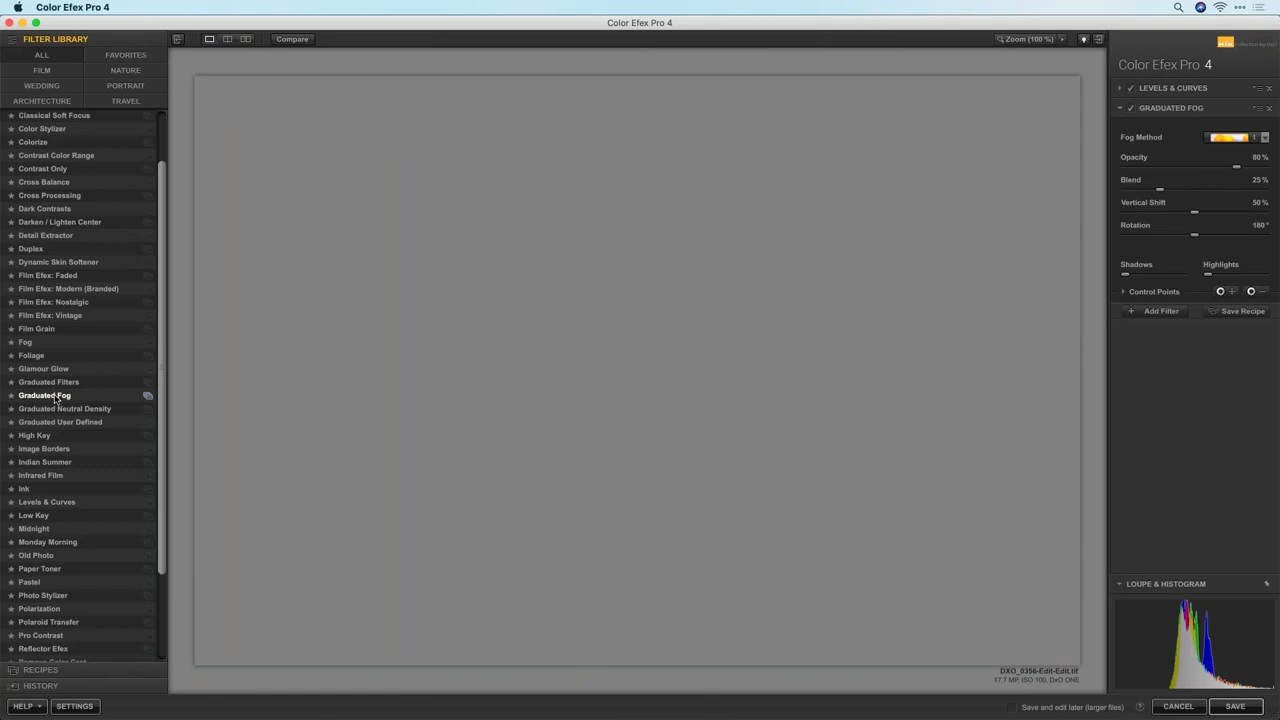 Color Efex Pro 4
Color Efex Pro 4
FILTER LIBRARY
Compare
Zoom (100 %)
ALL
FAVORITES
FILM
NATURE
WEDDING
PORTRAIT
ARCHITECTURE
TRAVEL
Classical Soft Focus
Color Stylizer
Colorize
Contrast Color Range
Contrast Only
Cross Balance
Cross Processing
Dark Contrasts
Darken / Lighten Center
Detail Extractor
Duplex
Dynamic Skin Softener
Film Efex: Faded
Film Efex: Modern (Branded)
Film Efex: Nostalgic
Film Efex: Vintage
Film Grain
Fog
Foliage
Glamour Glow
Graduated Filters
Graduated Fog
Graduated Neutral Density
Graduated User Defined
High Key
Image Borders
Indian Summer
Infrared Film
Ink
Levels & Curves
Low Key
Midnight
Monday Morning
Old Photo
Paper Toner
Pastel
Photo Stylizer
Polarization
Polaroid Transfer
Pro Contrast
Reflector Efex
RECIPES
HISTORY
HELP
SETTINGS
DXO_0356-Edit-Edit.tif
17.7 MP, ISO 100, DxO ONE
Color Efex Pro 4
LEVELS & CURVES
GRADUATED FOG
Fog Method 1
Opacity 80 %
Blend 25 %
Vertical Shift 50 %
Rotation 180 °
Shadows Highlights
Control Points
Add Filter
Save Recipe
LOUPE & HISTOGRAM
Save and edit later (larger files)
CANCEL
SAVE